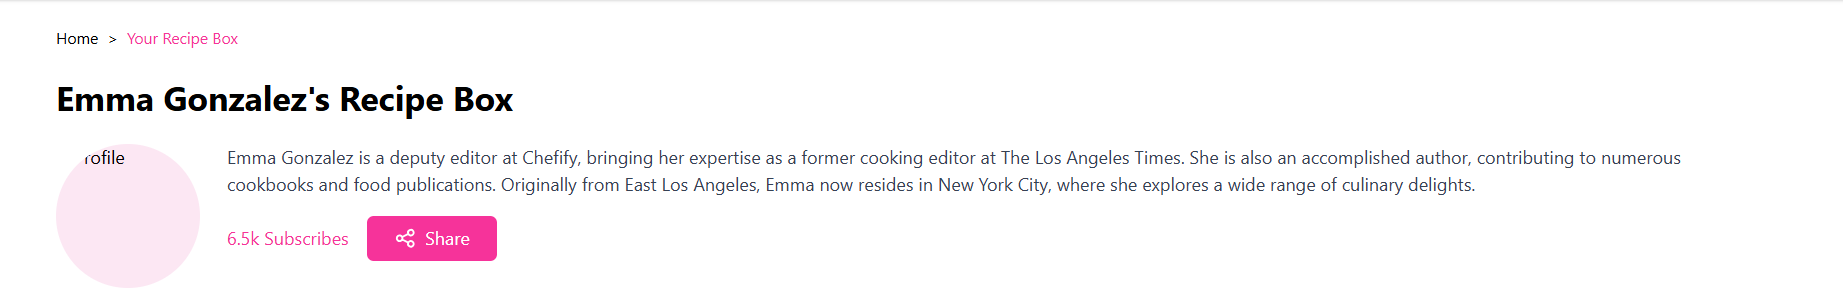 Home > Your Recipe Box
Emma Gonzalez's Recipe Box
rofile
Emma Gonzalez is a deputy editor at Chefify, bringing her expertise as a former cooking editor at The Los Angeles Times. She is also an accomplished author, contributing to numerous
cookbooks and food publications. Originally from East Los Angeles, Emma now resides in New York City, where she explores a wide range of culinary delights.
6.5k Subscribes Share